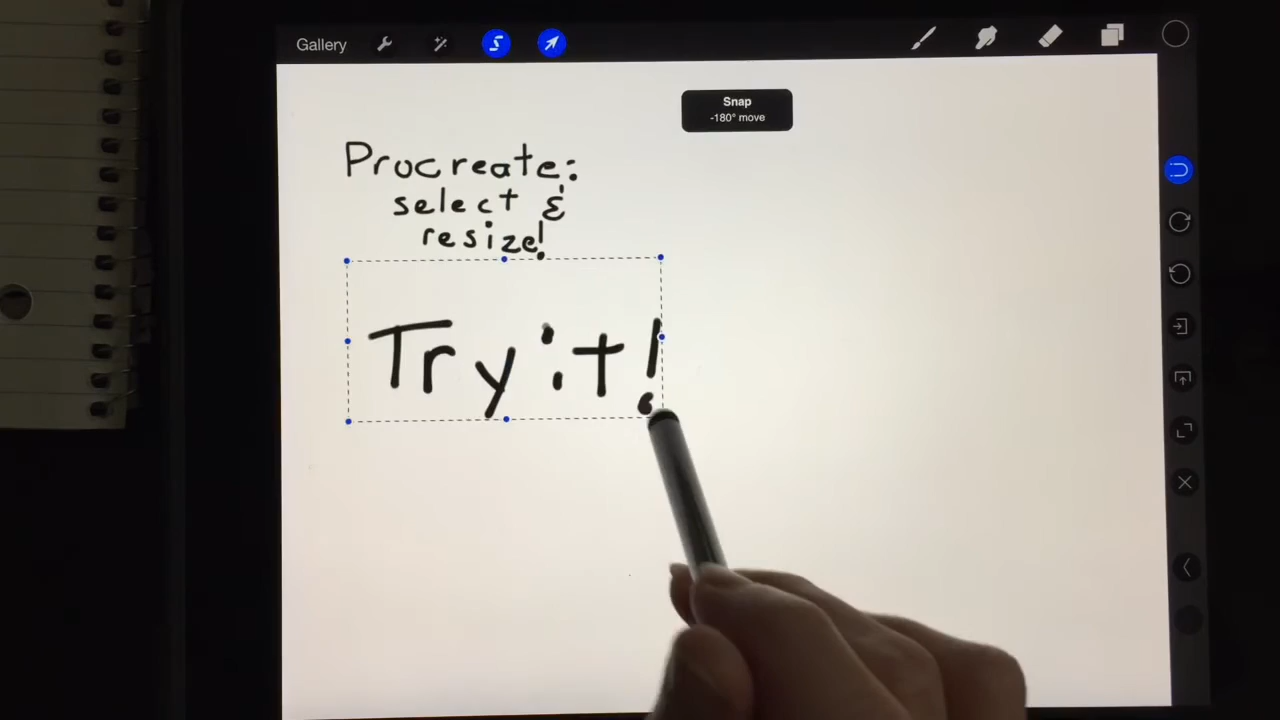 Gallery
Snap
-180° move
Procreate:
select &
resize!
Try it!